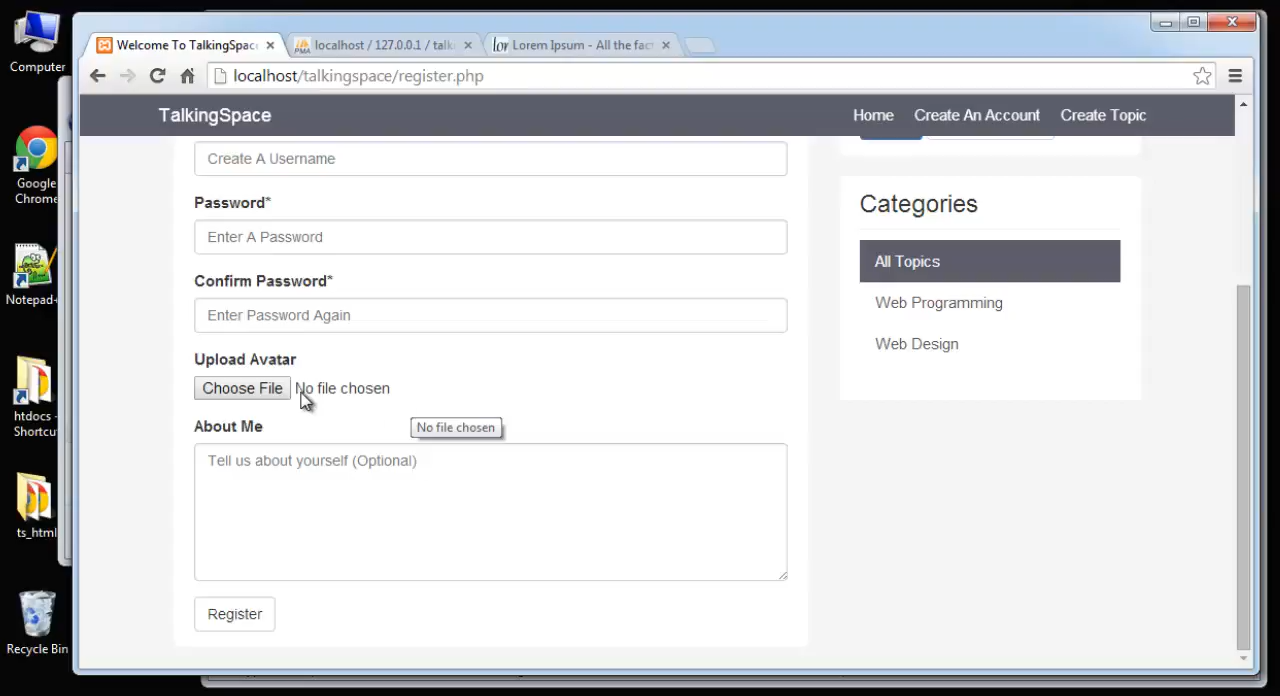 Computer
Google
Chrome
Notepad+
htdocs -
Shortcu
ts_html
Recycle Bin
Welcome To TalkingSpace
localhost / 127.0.0.1 / talk
Lorem Ipsum - All the fact
localhost/talkingspace/register.php
TalkingSpace
Home
Create An Account
Create Topic
Create A Username
Password*
Enter A Password
Confirm Password*
Enter Password Again
Upload Avatar
Choose File
No file chosen
No file chosen
About Me
Tell us about yourself (Optional)
Register
Categories
All Topics
Web Programming
Web Design